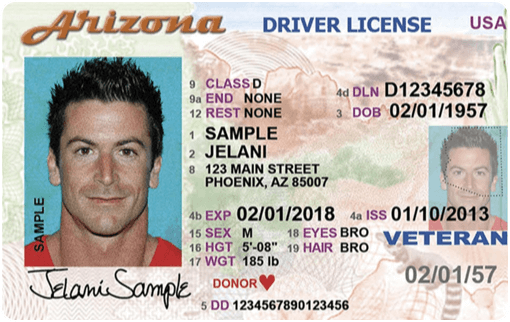 Arizona DRIVER LICENSE USA
9 CLASS D
9a END NONE
4d DLN D12345678
12 REST NONE
3 DOB 02/01/1957
1 SAMPLE
2 JELANI
8 123 MAIN STREET
PHOENIX, AZ 85007
4b EXP 02/01/2018 4a ISS 01/10/2013
15 SEX M 18 EYES BRO
VETERAN
16 HGT 5'-08" 19 HAIR BRO
17 WGT 185 lb
02/01/57
DONOR
5 DD 1234567890123456
SAMPLE
Jelani Sample